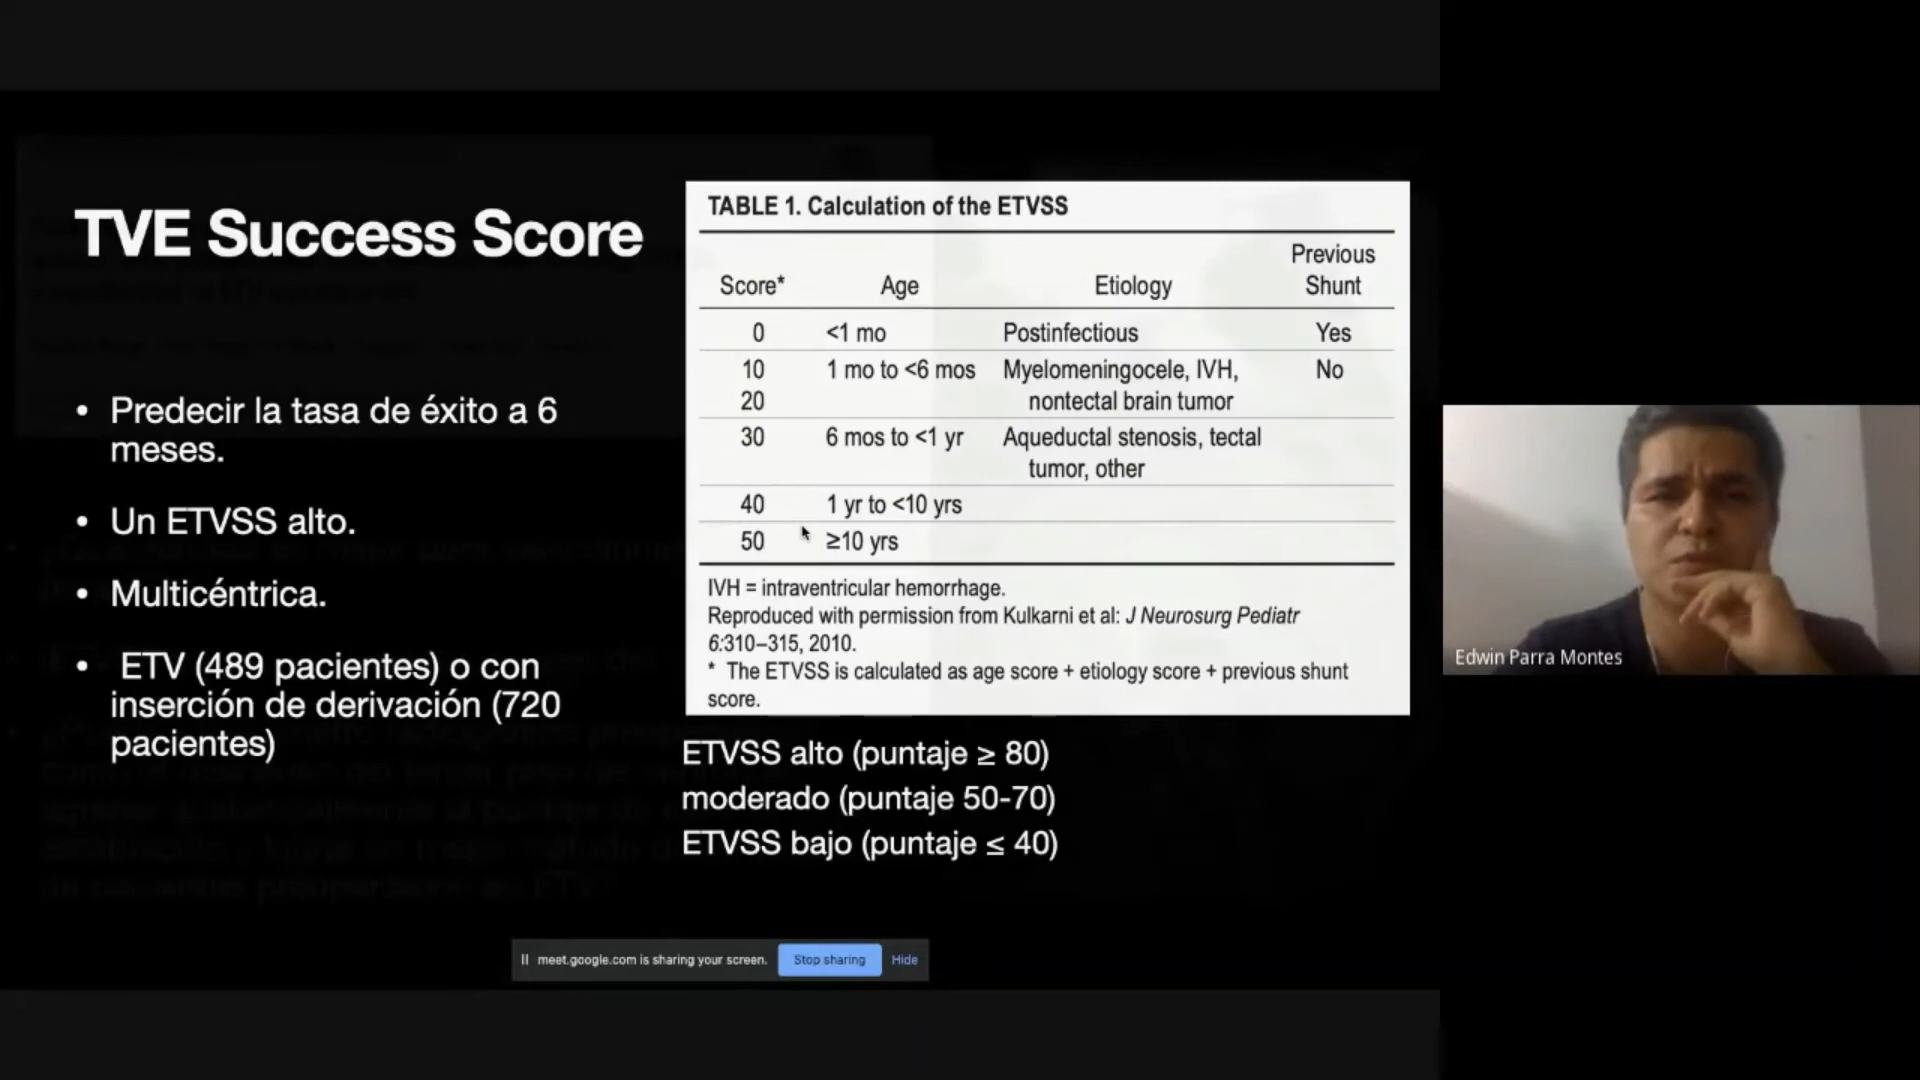 TVE Success Score
• Predecir la tasa de éxito a 6
meses.
• Un ETVSS alto.
• Multicéntrica.
• ETV (489 pacientes) o con
inserción de derivación (720
pacientes)
TABLE 1. Calculation of the ETVSS
Score* Age Etiology Previous Shunt
0 <1 mo Postinfectious Yes
10 1 mo to <6 mos Myelomeningocele, IVH, No
20 nontectal brain tumor
30 6 mos to <1 yr Aqueductal stenosis, tectal
tumor, other
40 1 yr to <10 yrs
50 ≥10 yrs
IVH = intraventricular hemorrhage.
Reproduced with permission from Kulkarni et al: J Neurosurg Pediatr
6:310–315, 2010.
* The ETVSS is calculated as age score + etiology score + previous shunt
score.
ETVSS alto (puntaje ≥ 80)
moderado (puntaje 50-70)
ETVSS bajo (puntaje ≤ 40)
Edwin Parra Montes
meet.google.com is sharing your screen. Stop sharing Hide